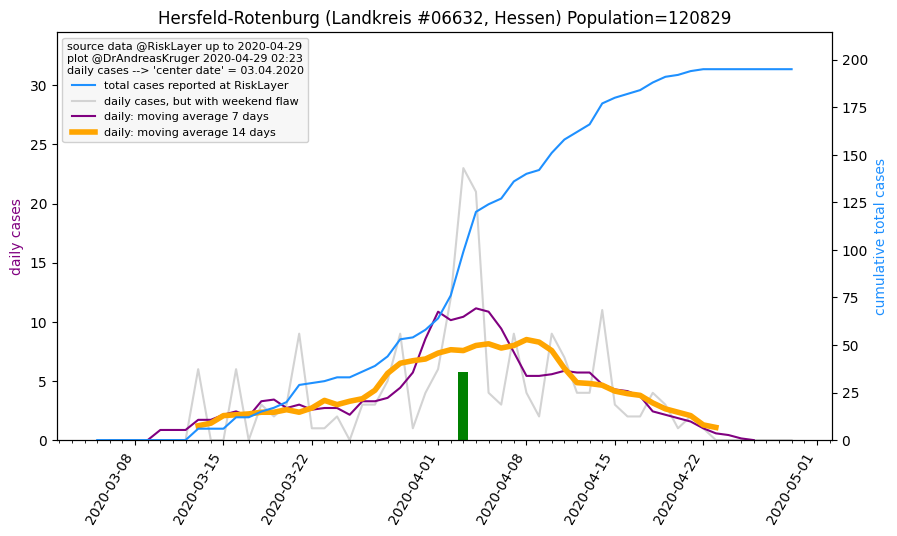 Hersfeld-Rotenburg (Landkreis #06632, Hessen) Population=120829
source data @RiskLayer up to 2020-04-29
plot @DrAndreasKruger 2020-04-29 02:23
daily cases --> 'center date' = 03.04.2020
total cases reported at RiskLayer
daily cases, but with weekend flaw
daily: moving average 7 days
daily: moving average 14 days
daily cases
30
25
20
15
10
5
0
cumulative total cases
200
175
150
125
100
75
50
25
0
2020-03-08
2020-03-15
2020-03-22
2020-04-01
2020-04-08
2020-04-15
2020-04-22
2020-05-01